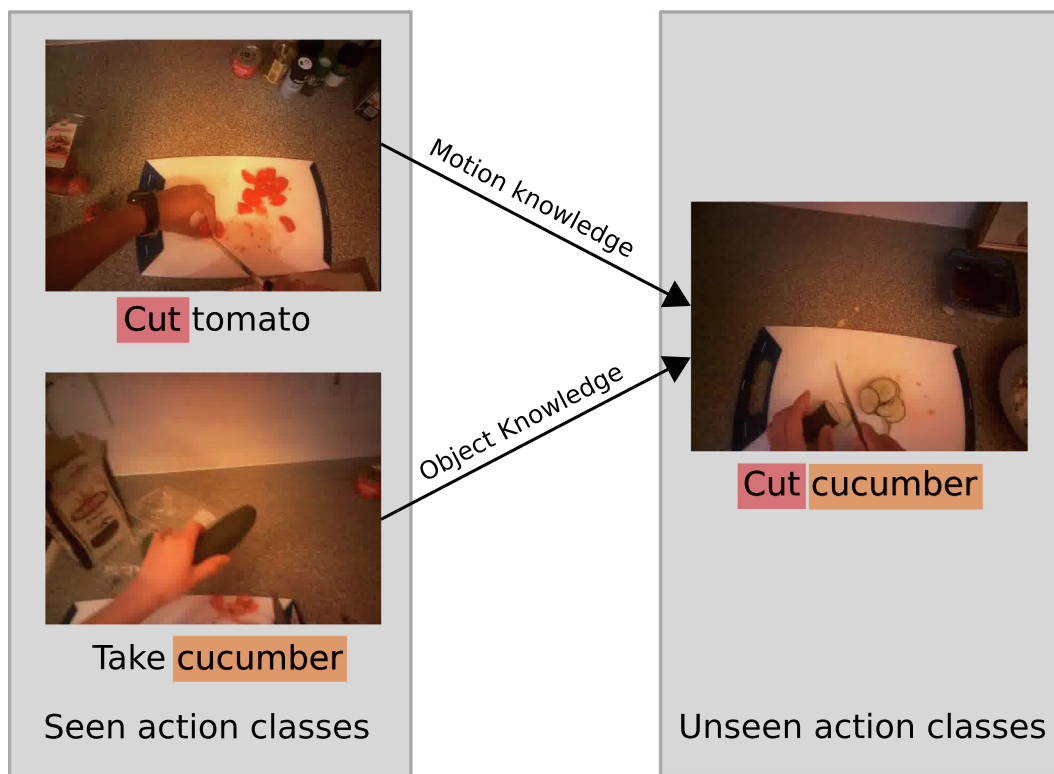 Cut tomato
Take cucumber
Seen action classes
Motion knowledge
Object Knowledge
Cut cucumber
Unseen action classes